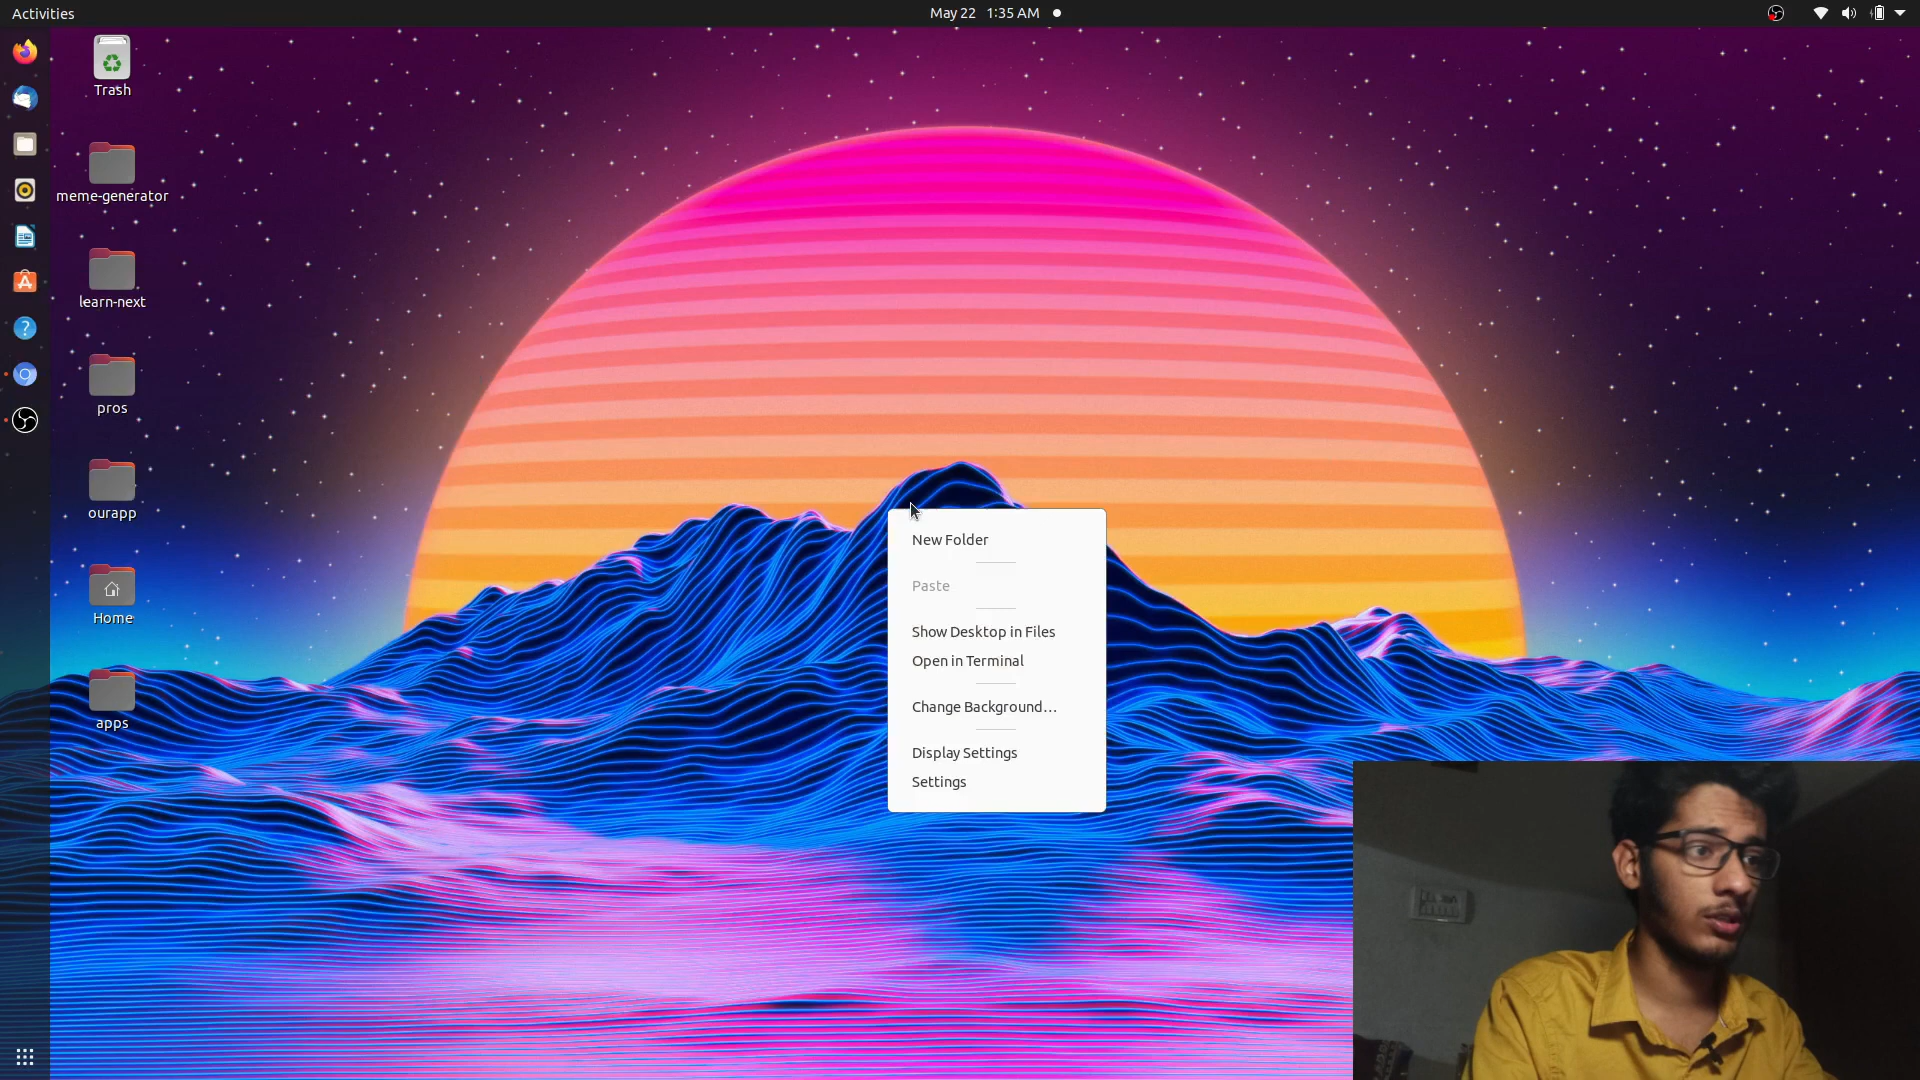 Activities
May 22 1:35 AM
Trash
meme-generator
learn-next
pros
ourapp
Home
apps
New Folder
Paste
Show Desktop in Files
Open in Terminal
Change Background…
Display Settings
Settings